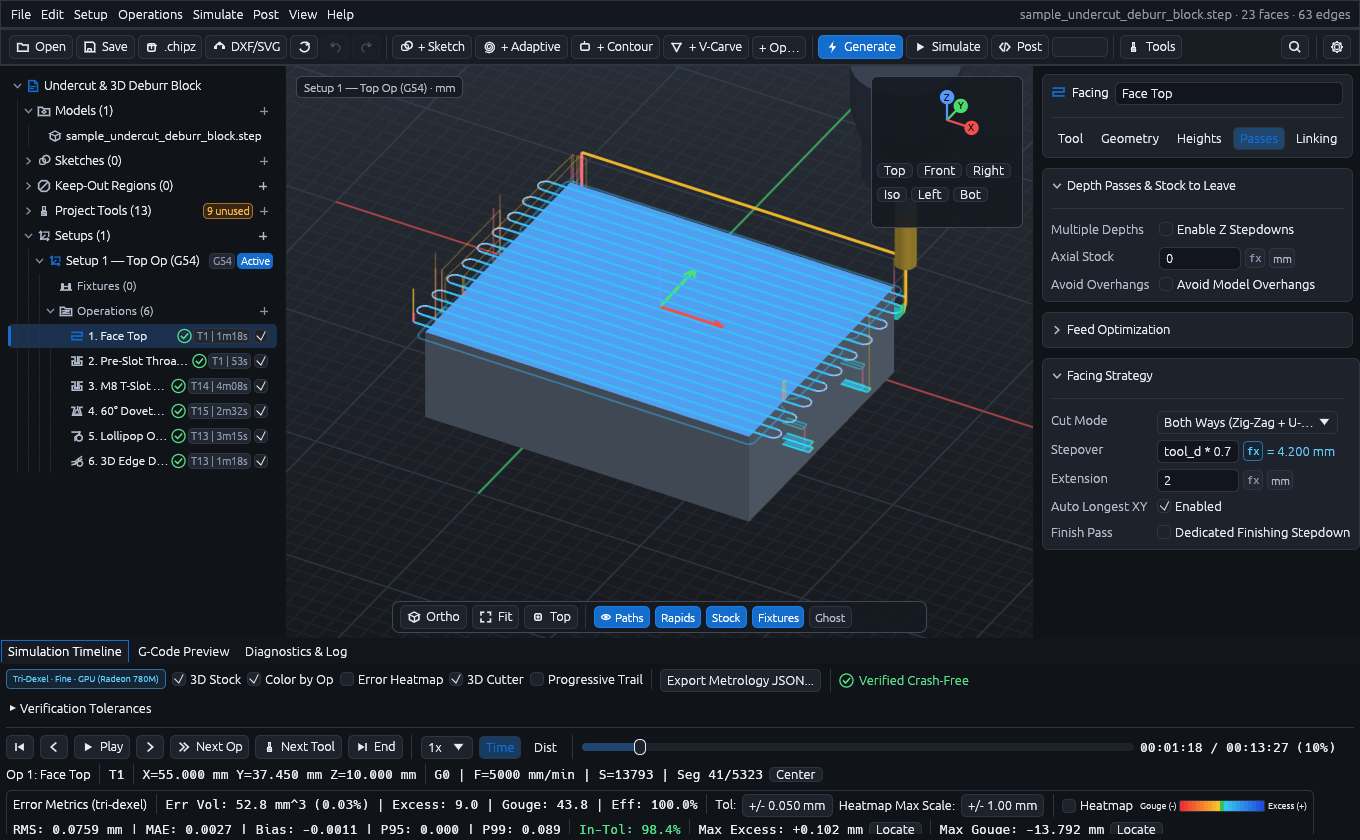 File Edit Setup Operations Simulate Post View Help
sample_undercut_deburr_block.step · 23 faces · 63 edges
Open Save .chipz DXF/SVG + Sketch + Adaptive + Contour + V-Carve + Op... Generate Simulate Post Tools
Undercut & 3D Deburr Block
Models (1) +
sample_undercut_deburr_block.step
Sketches (0) +
Keep-Out Regions (0) +
Project Tools (13) 9 unused +
Setups (1) +
Setup 1 — Top Op (G54) G54 Active
Fixtures (0)
Operations (6) +
1. Face Top T1 | 1m18s
2. Pre-Slot Throa... T1 | 53s
3. M8 T-Slot ... T14 | 4m08s
4. 60° Dovet... T15 | 2m32s
5. Lollipop O... T13 | 3m15s
6. 3D Edge D... T13 | 1m18s
Setup 1 — Top Op (G54) · mm
Z Y X
Top Front Right
Iso Left Bot
Ortho Fit Top Paths Rapids Stock Fixtures Ghost
Facing Face Top
Tool Geometry Heights Passes Linking
Depth Passes & Stock to Leave
Multiple Depths Enable Z Stepdowns
Axial Stock 0 fx mm
Avoid Overhangs Avoid Model Overhangs
Feed Optimization
Facing Strategy
Cut Mode Both Ways (Zig-Zag + U-...
Stepover tool_d * 0.7 fx = 4.200 mm
Extension 2 fx mm
Auto Longest XY Enabled
Finish Pass Dedicated Finishing Stepdown
Simulation Timeline G-Code Preview Diagnostics & Log
Tri-Dexel · Fine · GPU (Radeon 780M) 3D Stock Color by Op Error Heatmap 3D Cutter Progressive Trail Export Metrology JSON... Verified Crash-Free
Verification Tolerances
Play Next Op Next Tool End 1x Time Dist 00:01:18 / 00:13:27 (10%)
Op 1: Face Top T1 X=55.000 mm Y=37.450 mm Z=10.000 mm G0 | F=5000 mm/min | S=13793 | Seg 41/5323 Center
Error Metrics (tri-dexel) Err Vol: 52.8 mm^3 (0.03%) | Excess: 9.0 | Gouge: 43.8 | Eff: 100.0% Tol: +/- 0.050 mm Heatmap Max Scale: +/- 1.00 mm Heatmap Gouge (-) Excess (+)
RMS: 0.0759 mm | MAE: 0.0027 | Bias: -0.0011 | P95: 0.000 | P99: 0.089 In-Tol: 98.4% Max Excess: +0.102 mm Locate Max Gouge: -13.792 mm Locate